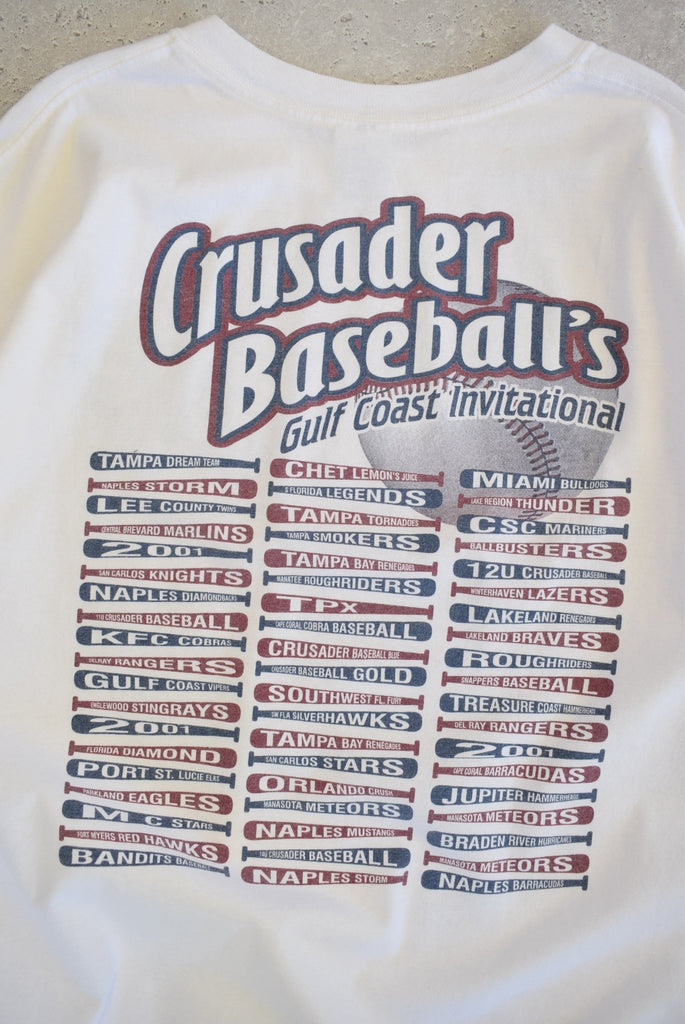 Crusader
Baseball's
Gulf Coast Invitational
TAMPA DREAM TEAM
NAPLES STORM
LEE COUNTY TWINS
CENTRAL BREVARD MARLINS
2001
SAN CARLOS KNIGHTS
NAPLES DIAMONDBACKS
11U CRUSADER BASEBALL
KFC COBRAS
DELRAY RANGERS
GULF COAST VIPERS
ENGLEWOOD STINGRAYS
2001
FLORIDA DIAMOND
PORT ST. LUCIE ELKS
PARKLAND EAGLES
M C STARS
FORT MYERS RED HAWKS
BANDITS BASEBALL
CHET LEMON'S JUICE
S FLORIDA LEGENDS
TAMPA TORNADOES
TAMPA SMOKERS
TAMPA BAY RENEGADES
MANATEE ROUGHRIDERS
TPX
CAPE CORAL COBRA BASEBALL
CRUSADER BASEBALL BLUE
CRUSADER BASEBALL GOLD
SOUTHWEST FL. FURY
SW FLA SILVERHAWKS
TAMPA BAY RENEGADES
SAN CARLOS STARS
ORLANDO CRUSH
MANASOTA METEORS
NAPLES MUSTANGS
14U CRUSADER BASEBALL
NAPLES STORM
MIAMI BULLDOGS
LAKE REGION THUNDER
CSC MARINERS
BALLBUSTERS
12U CRUSADER BASEBALL
WINTERHAVEN LAZERS
LAKELAND RENEGADES
LAKELAND BRAVES
ROUGHRIDERS
SNAPPERS BASEBALL
TREASURE COAST HAMMERHEADS
DEL RAY RANGERS
2001
CAPE CORAL BARRACUDAS
JUPITER HAMMERHEADS
MANASOTA METEORS
BRADEN RIVER HURRICANES
MANASOTA METEORS
NAPLES BARRACUDAS